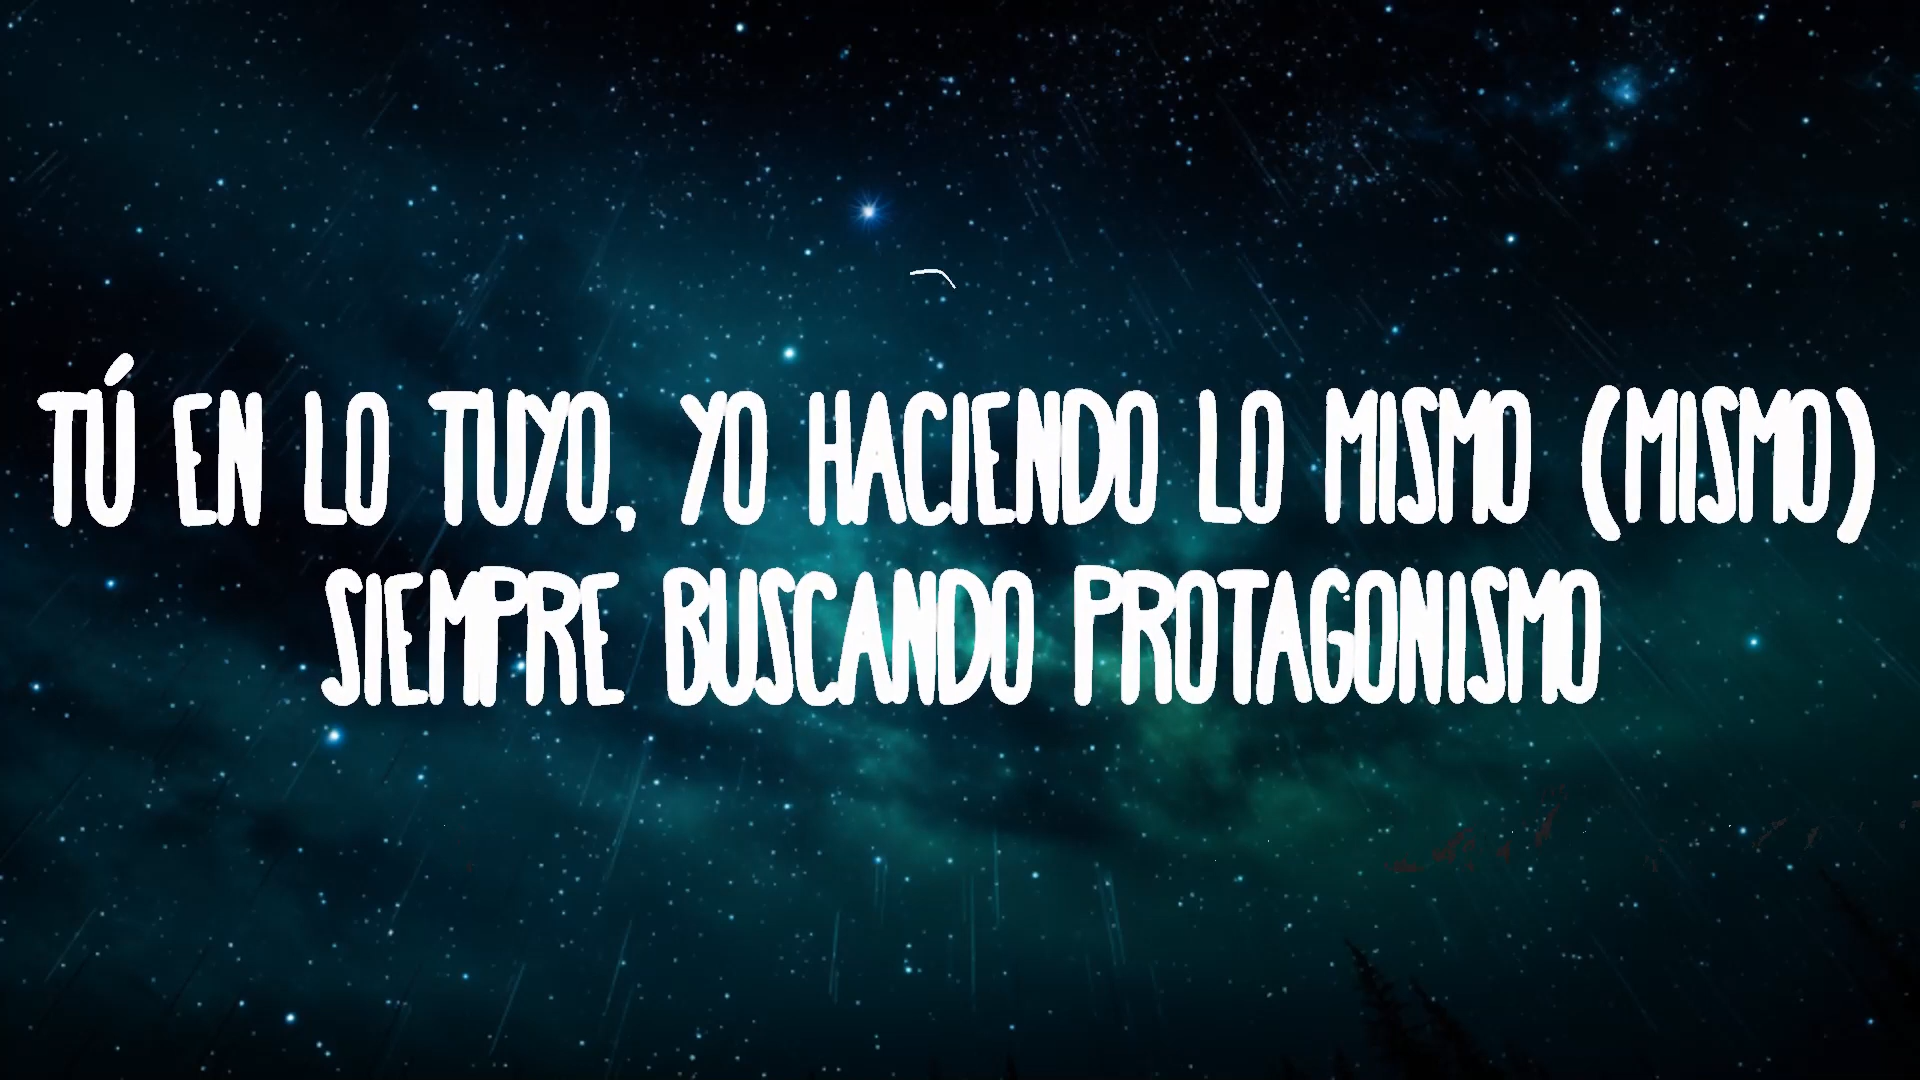 TÚ EN LO TUYO, YO HACIENDO LO MISMO (MISMO)
SIEMPRE BUSCANDO PROTAGONISMO